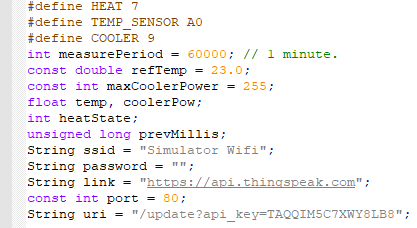 #define HEAT 7
#define TEMP_SENSOR A0
#define COOLER 9
int measurePeriod = 60000; // 1 minute.
const double refTemp = 23.0;
const int maxCoolerPower = 255;
float temp, coolerPow;
int heatState;
unsigned long prevMillis;
String ssid = "Simulator Wifi";
String password = "";
String link = "https://api.thingspeak.com";
const int port = 80;
String uri = "/update?api_key=TAQQIM5C7XWY8LB8";